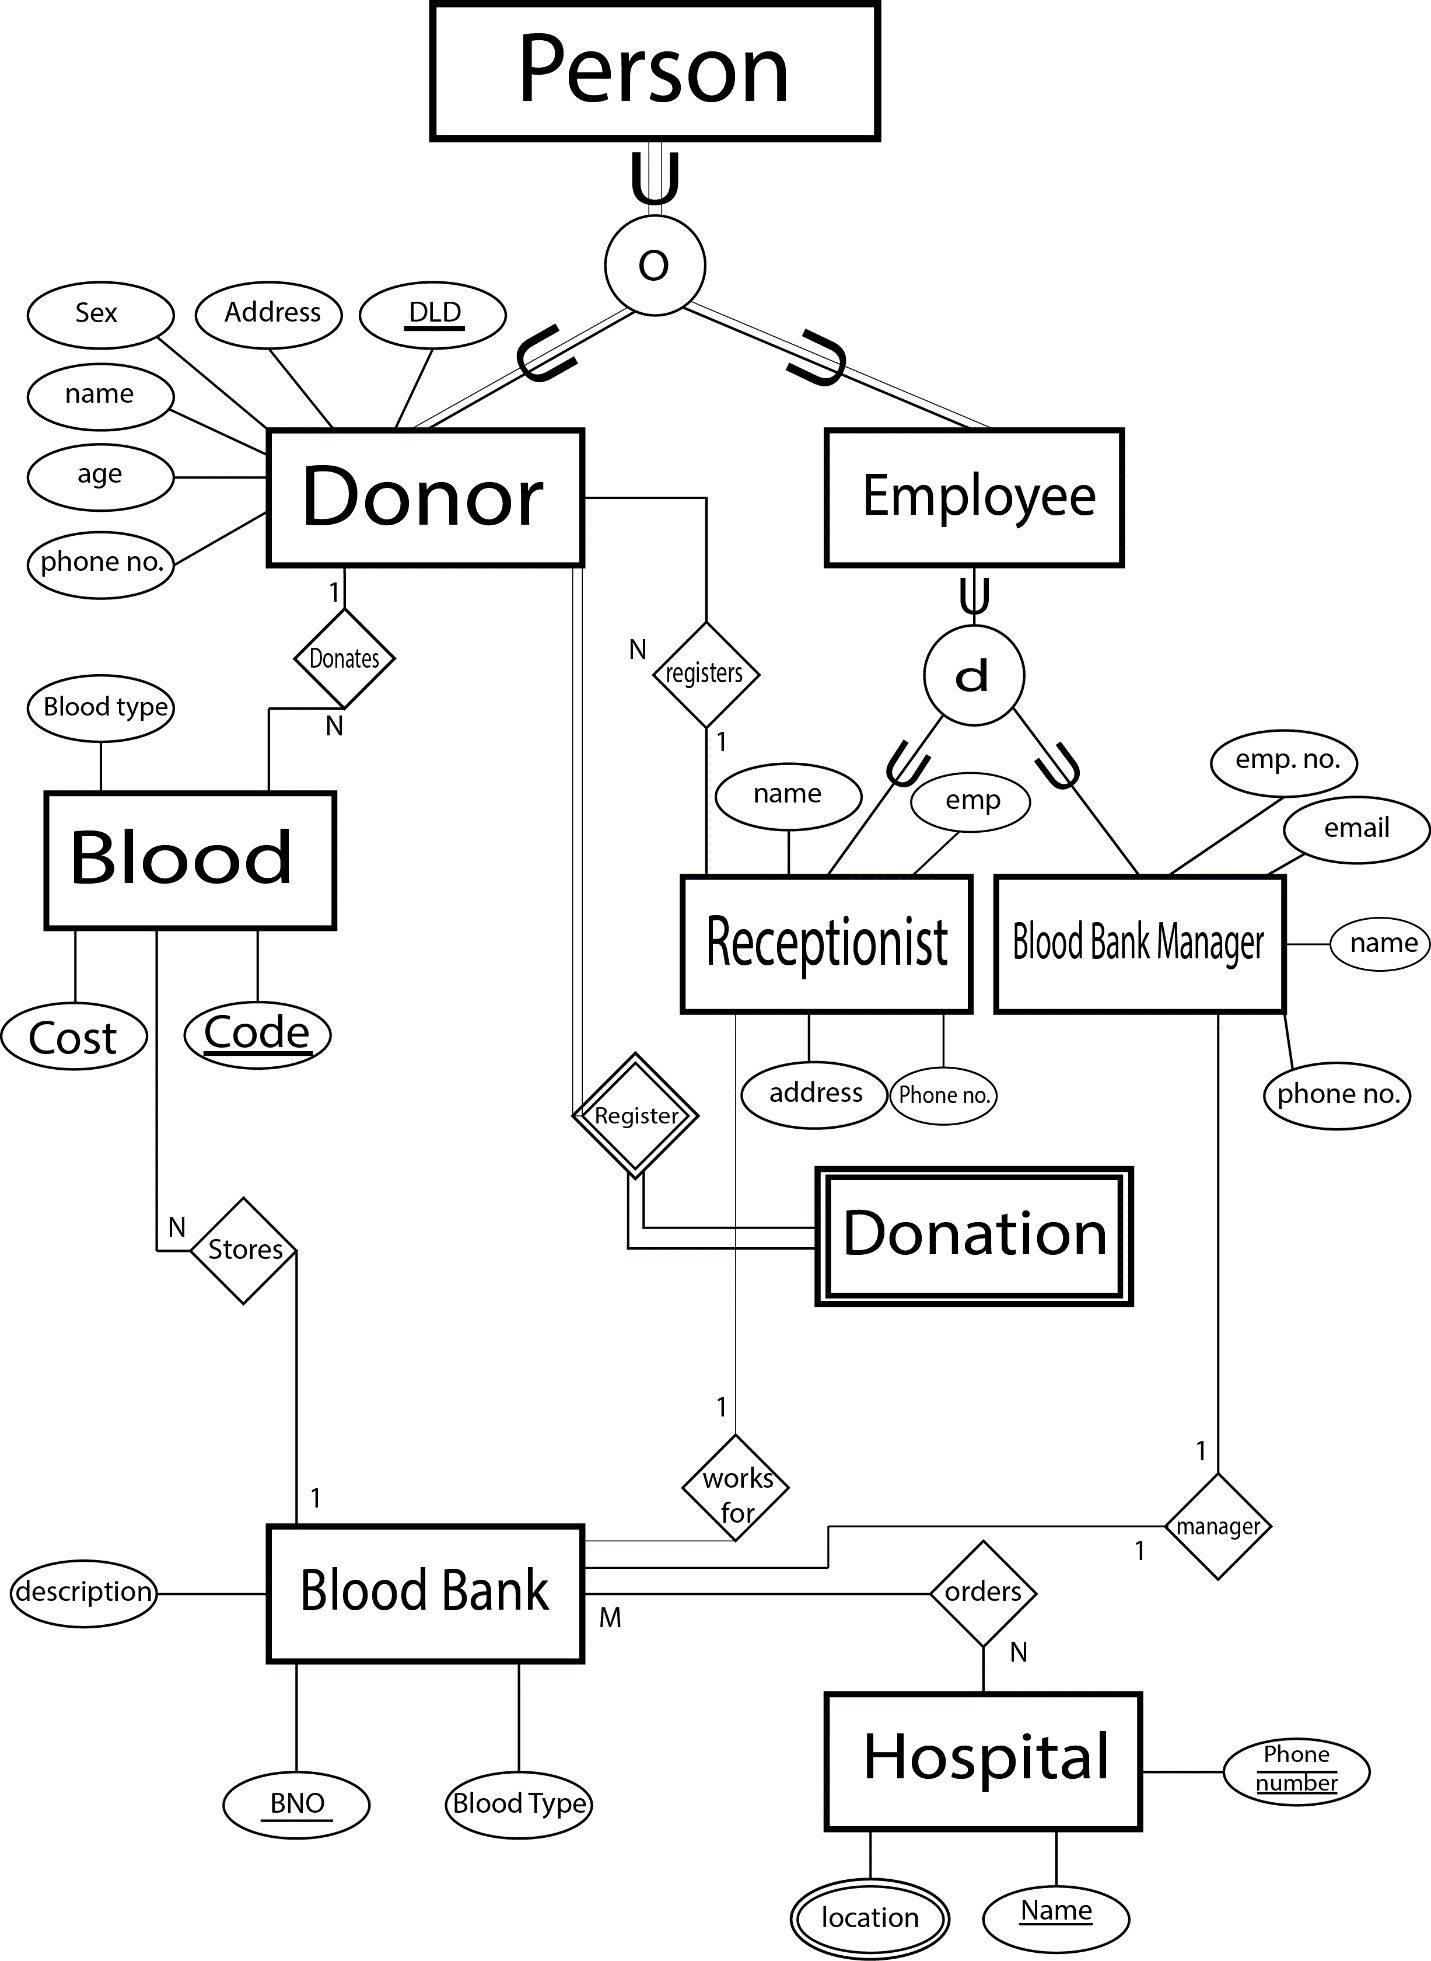 Person
O
Sex
Address
DLD
name
age
phone no.
Donor
Employee
1
Donates
N
N
registers
1
d
Blood type
Blood
name
emp
emp. no.
email
Receptionist
Blood Bank Manager
name
Cost
Code
address
Phone no.
phone no.
Register
Donation
N
Stores
1
1
works
for
1
manager
1
description
Blood Bank
M
orders
N
BNO
Blood Type
Hospital
Phone
number
location
Name